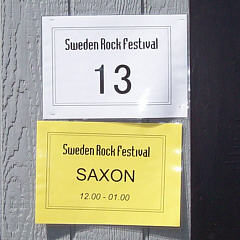 Sweden Rock Festival
13
Sweden Rock Festival
SAXON
12.00 - 01.00